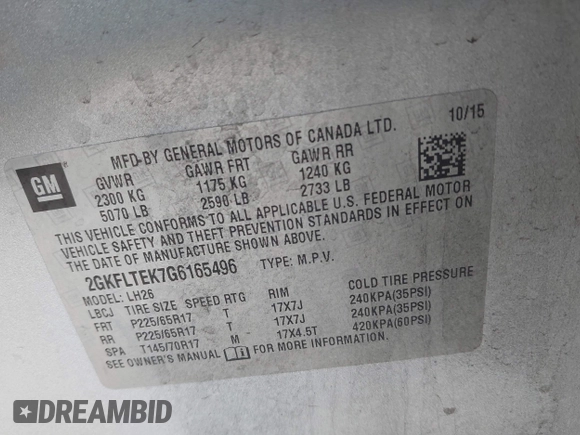 10/15
MFD-BY GENERAL MOTORS OF CANADA LTD.
GM
GVWR GAWR FRT GAWR RR
2300 KG 1175 KG 1240 KG
5070 LB 2590 LB 2733 LB
THIS VEHICLE CONFORMS TO ALL APPLICABLE U.S. FEDERAL MOTOR
VEHICLE SAFETY AND THEFT PREVENTION STANDARDS IN EFFECT ON
THE DATE OF MANUFACTURE SHOWN ABOVE.
2GKFLTEK7G6165496 TYPE: M.P.V.
MODEL: LH26
LBCJ TIRE SIZE SPEED RTG RIM COLD TIRE PRESSURE
FRT P225/65R17 T 17X7J 240KPA(35PSI)
RR P225/65R17 T 17X7J 240KPA(35PSI)
SPA T145/70R17 M 17X4.5T 420KPA(60PSI)
SEE OWNER'S MANUAL FOR MORE INFORMATION.
DREAMBID